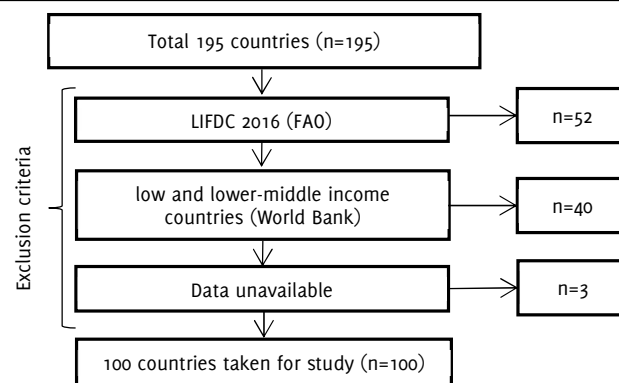 Total 195 countries (n=195)
LIFDC 2016 (FAO)
n=52
low and lower-middle income
countries (World Bank)
n=40
Data unavailable
n=3
100 countries taken for study (n=100)
Exclusion criteria